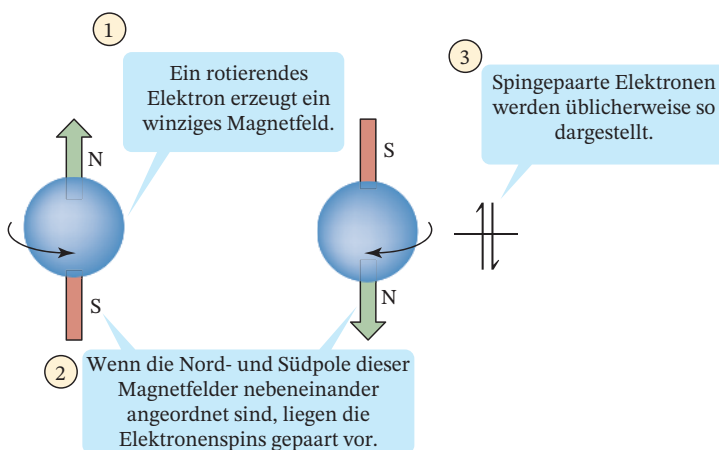 1
Ein rotierendes
Elektron erzeugt ein
winziges Magnetfeld.
3
Spingepaarte Elektronen
werden üblicherweise so
dargestellt.
N
S
S
N
2
Wenn die Nord- und Südpole dieser
Magnetfelder nebeneinander
angeordnet sind, liegen die
Elektronenspins gepaart vor.